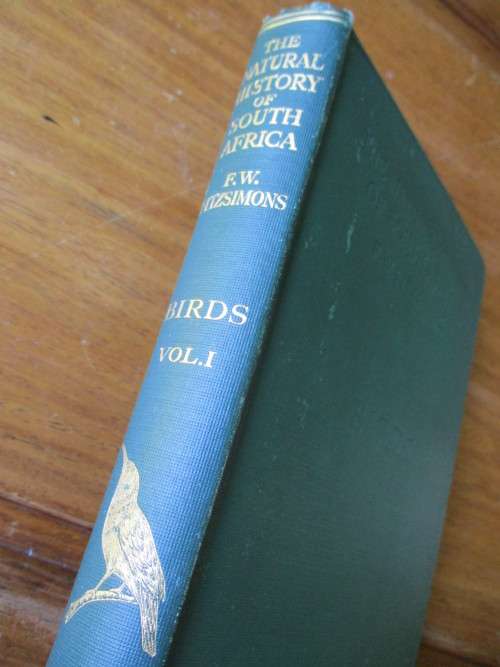 THE
NATURAL
HISTORY
OF
SOUTH
AFRICA
F.W.
FITZSIMONS
BIRDS
VOL.I